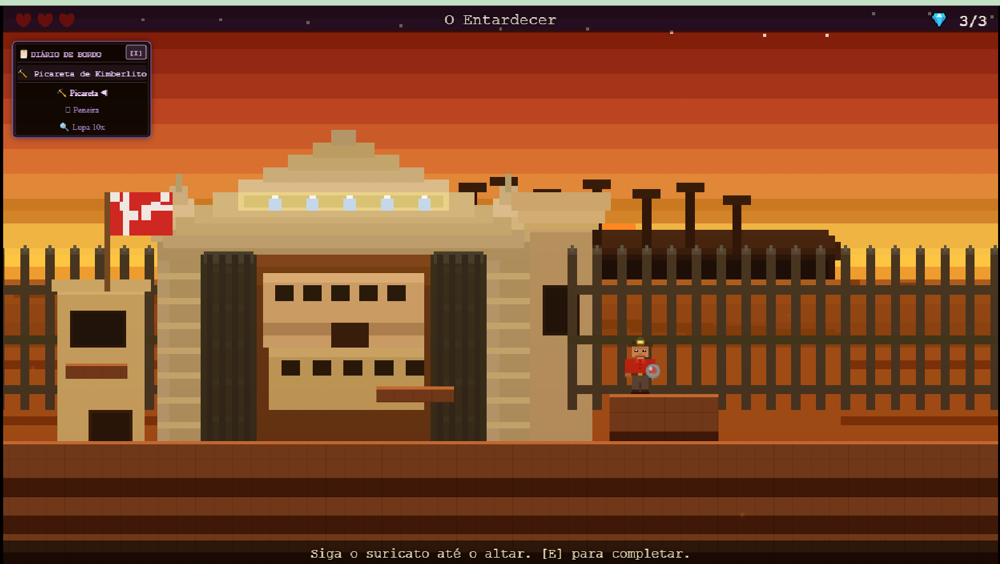 O Entardecer
3/3
DIÁRIO DE BORDO [I]
Picareta de Kimberlito
Picareta ◀
Peneira
Lupa 10x
Siga o suricato até o altar. [E] para completar.